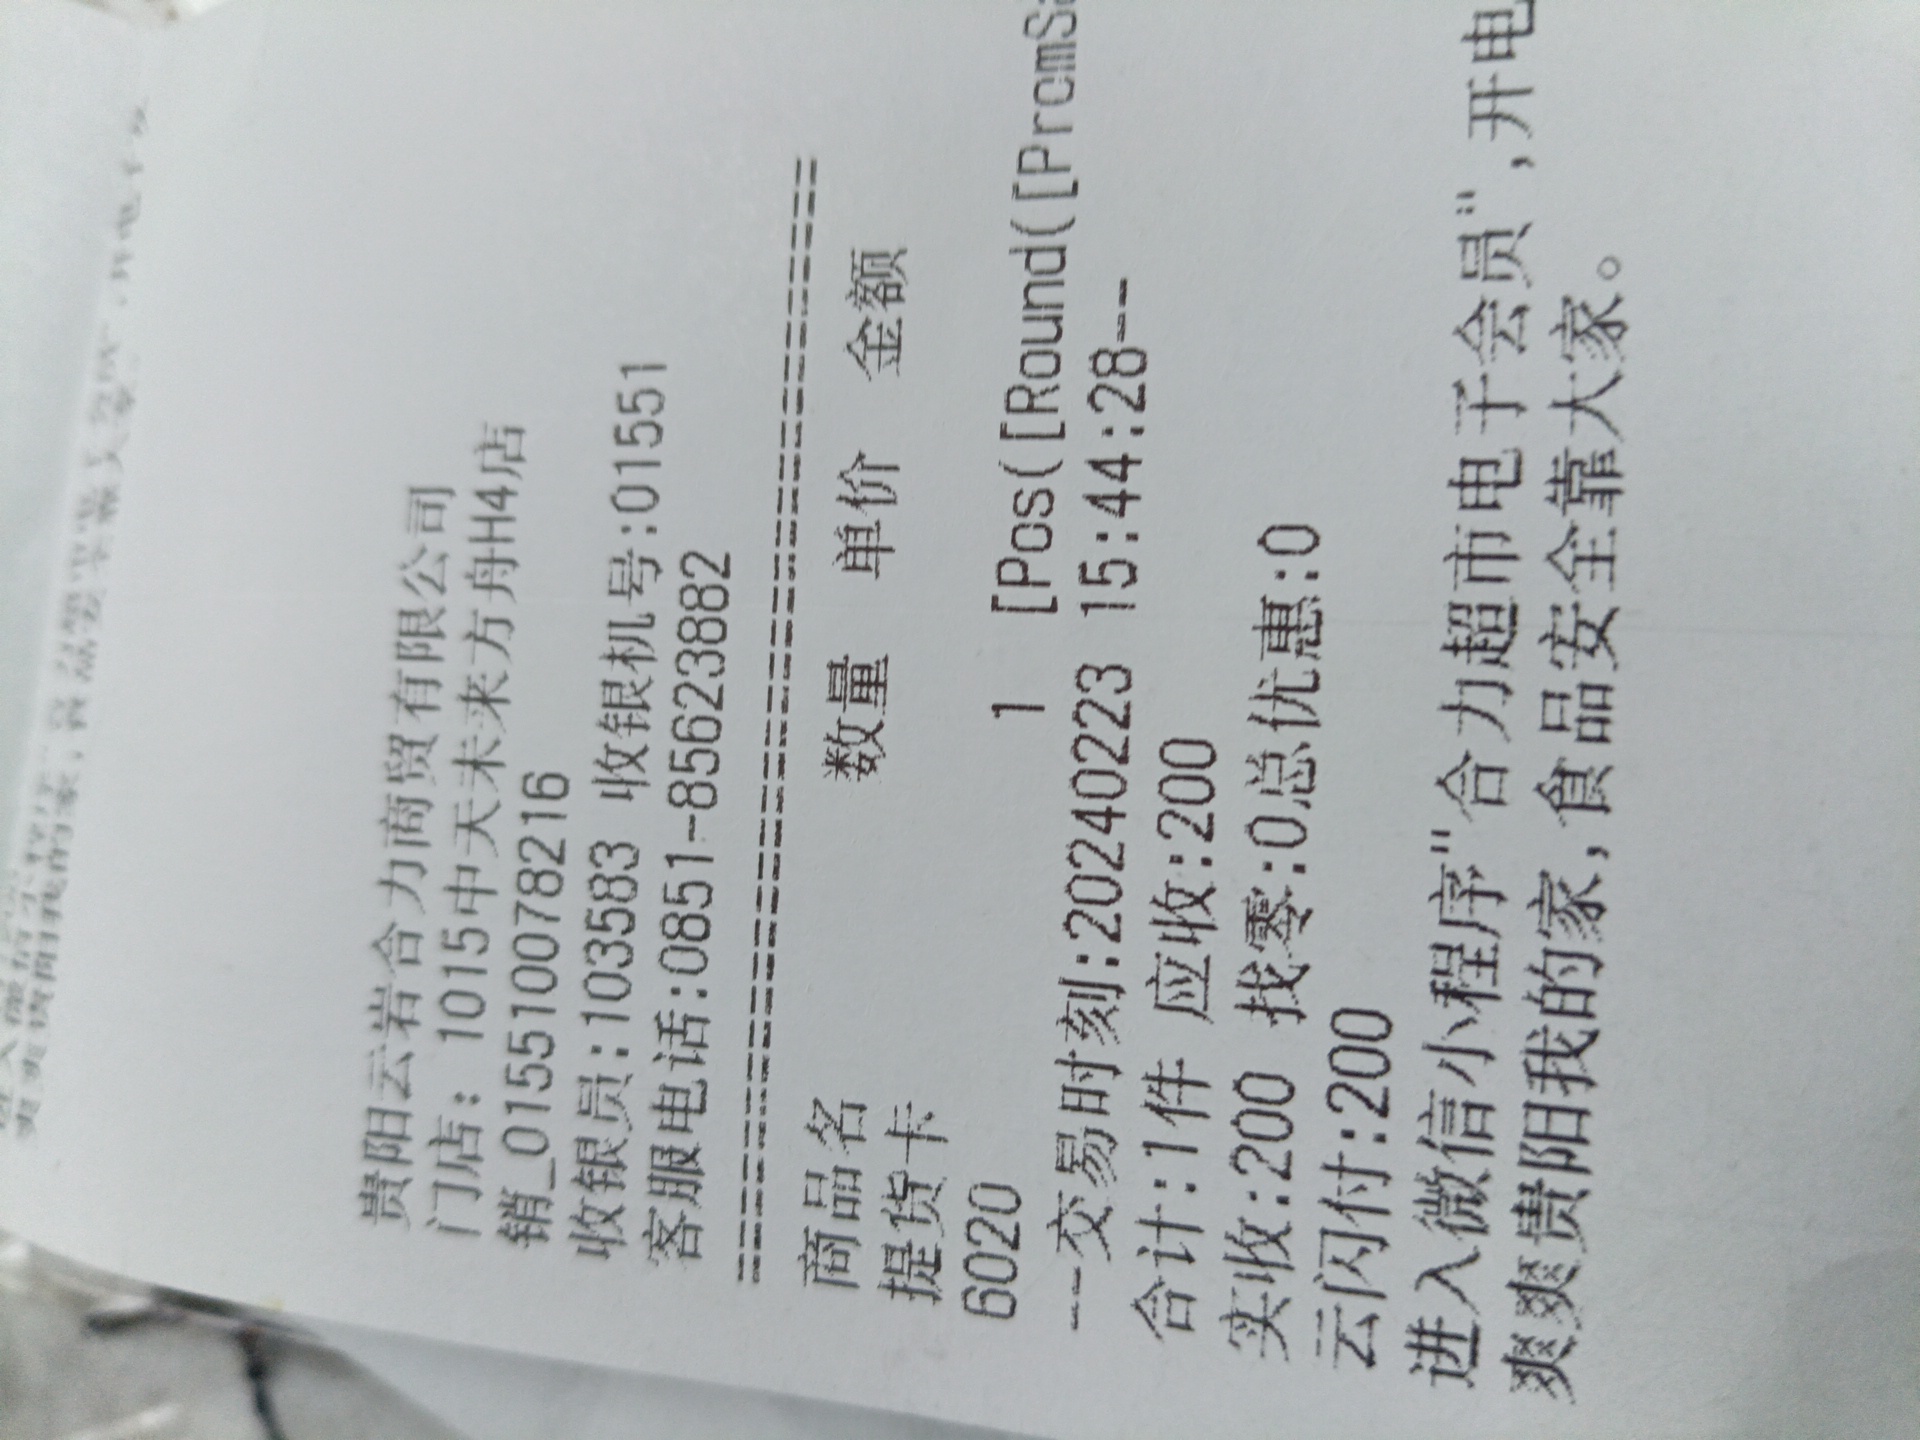 贵阳云岩合力商贸有限公司
门店: 1015中天未来方舟H4店
销_015510078216
收银员:103583 收银机号:01551
客服电话:0851-85623882
商品名 数量 单价 金额
提货卡
6020 1 [Pos([Round([PromSa
---交易时刻:20240223 15:44:28--
合计:1件 应收:200
实收:200 找零:0总优惠:0
云闪付:200
进入微信小程序"合力超市电子会员",开电
爽爽贵阳我的家,食品安全靠大家。